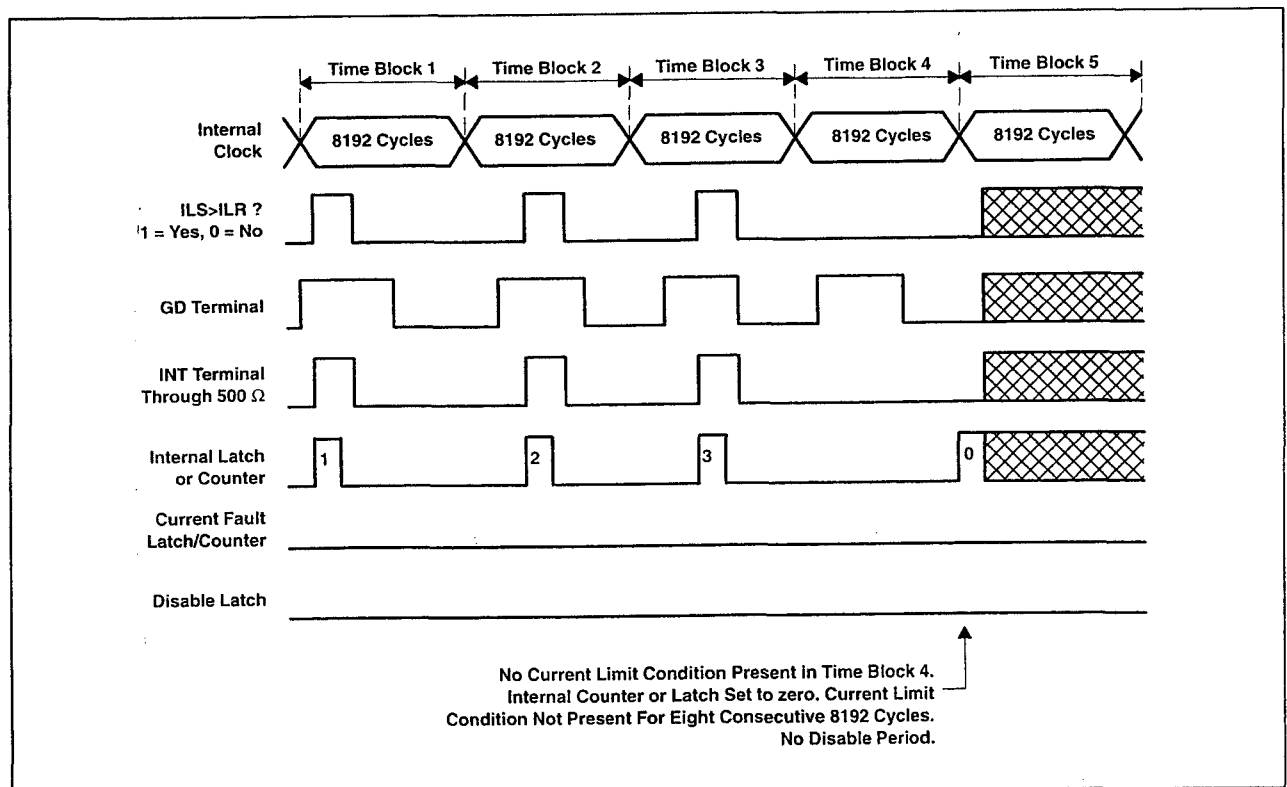 Time Block 1 Time Block 2 Time Block 3 Time Block 4 Time Block 5
Internal
Clock
8192 Cycles 8192 Cycles 8192 Cycles 8192 Cycles 8192 Cycles
ILS>ILR ?
1 = Yes, 0 = No
GD Terminal
INT Terminal
Through 500 Ω
Internal Latch
or Counter
1 2 3 0
Current Fault
Latch/Counter
Disable Latch
No Current Limit Condition Present in Time Block 4.
Internal Counter or Latch Set to zero. Current Limit
Condition Not Present For Eight Consecutive 8192 Cycles.
No Disable Period.